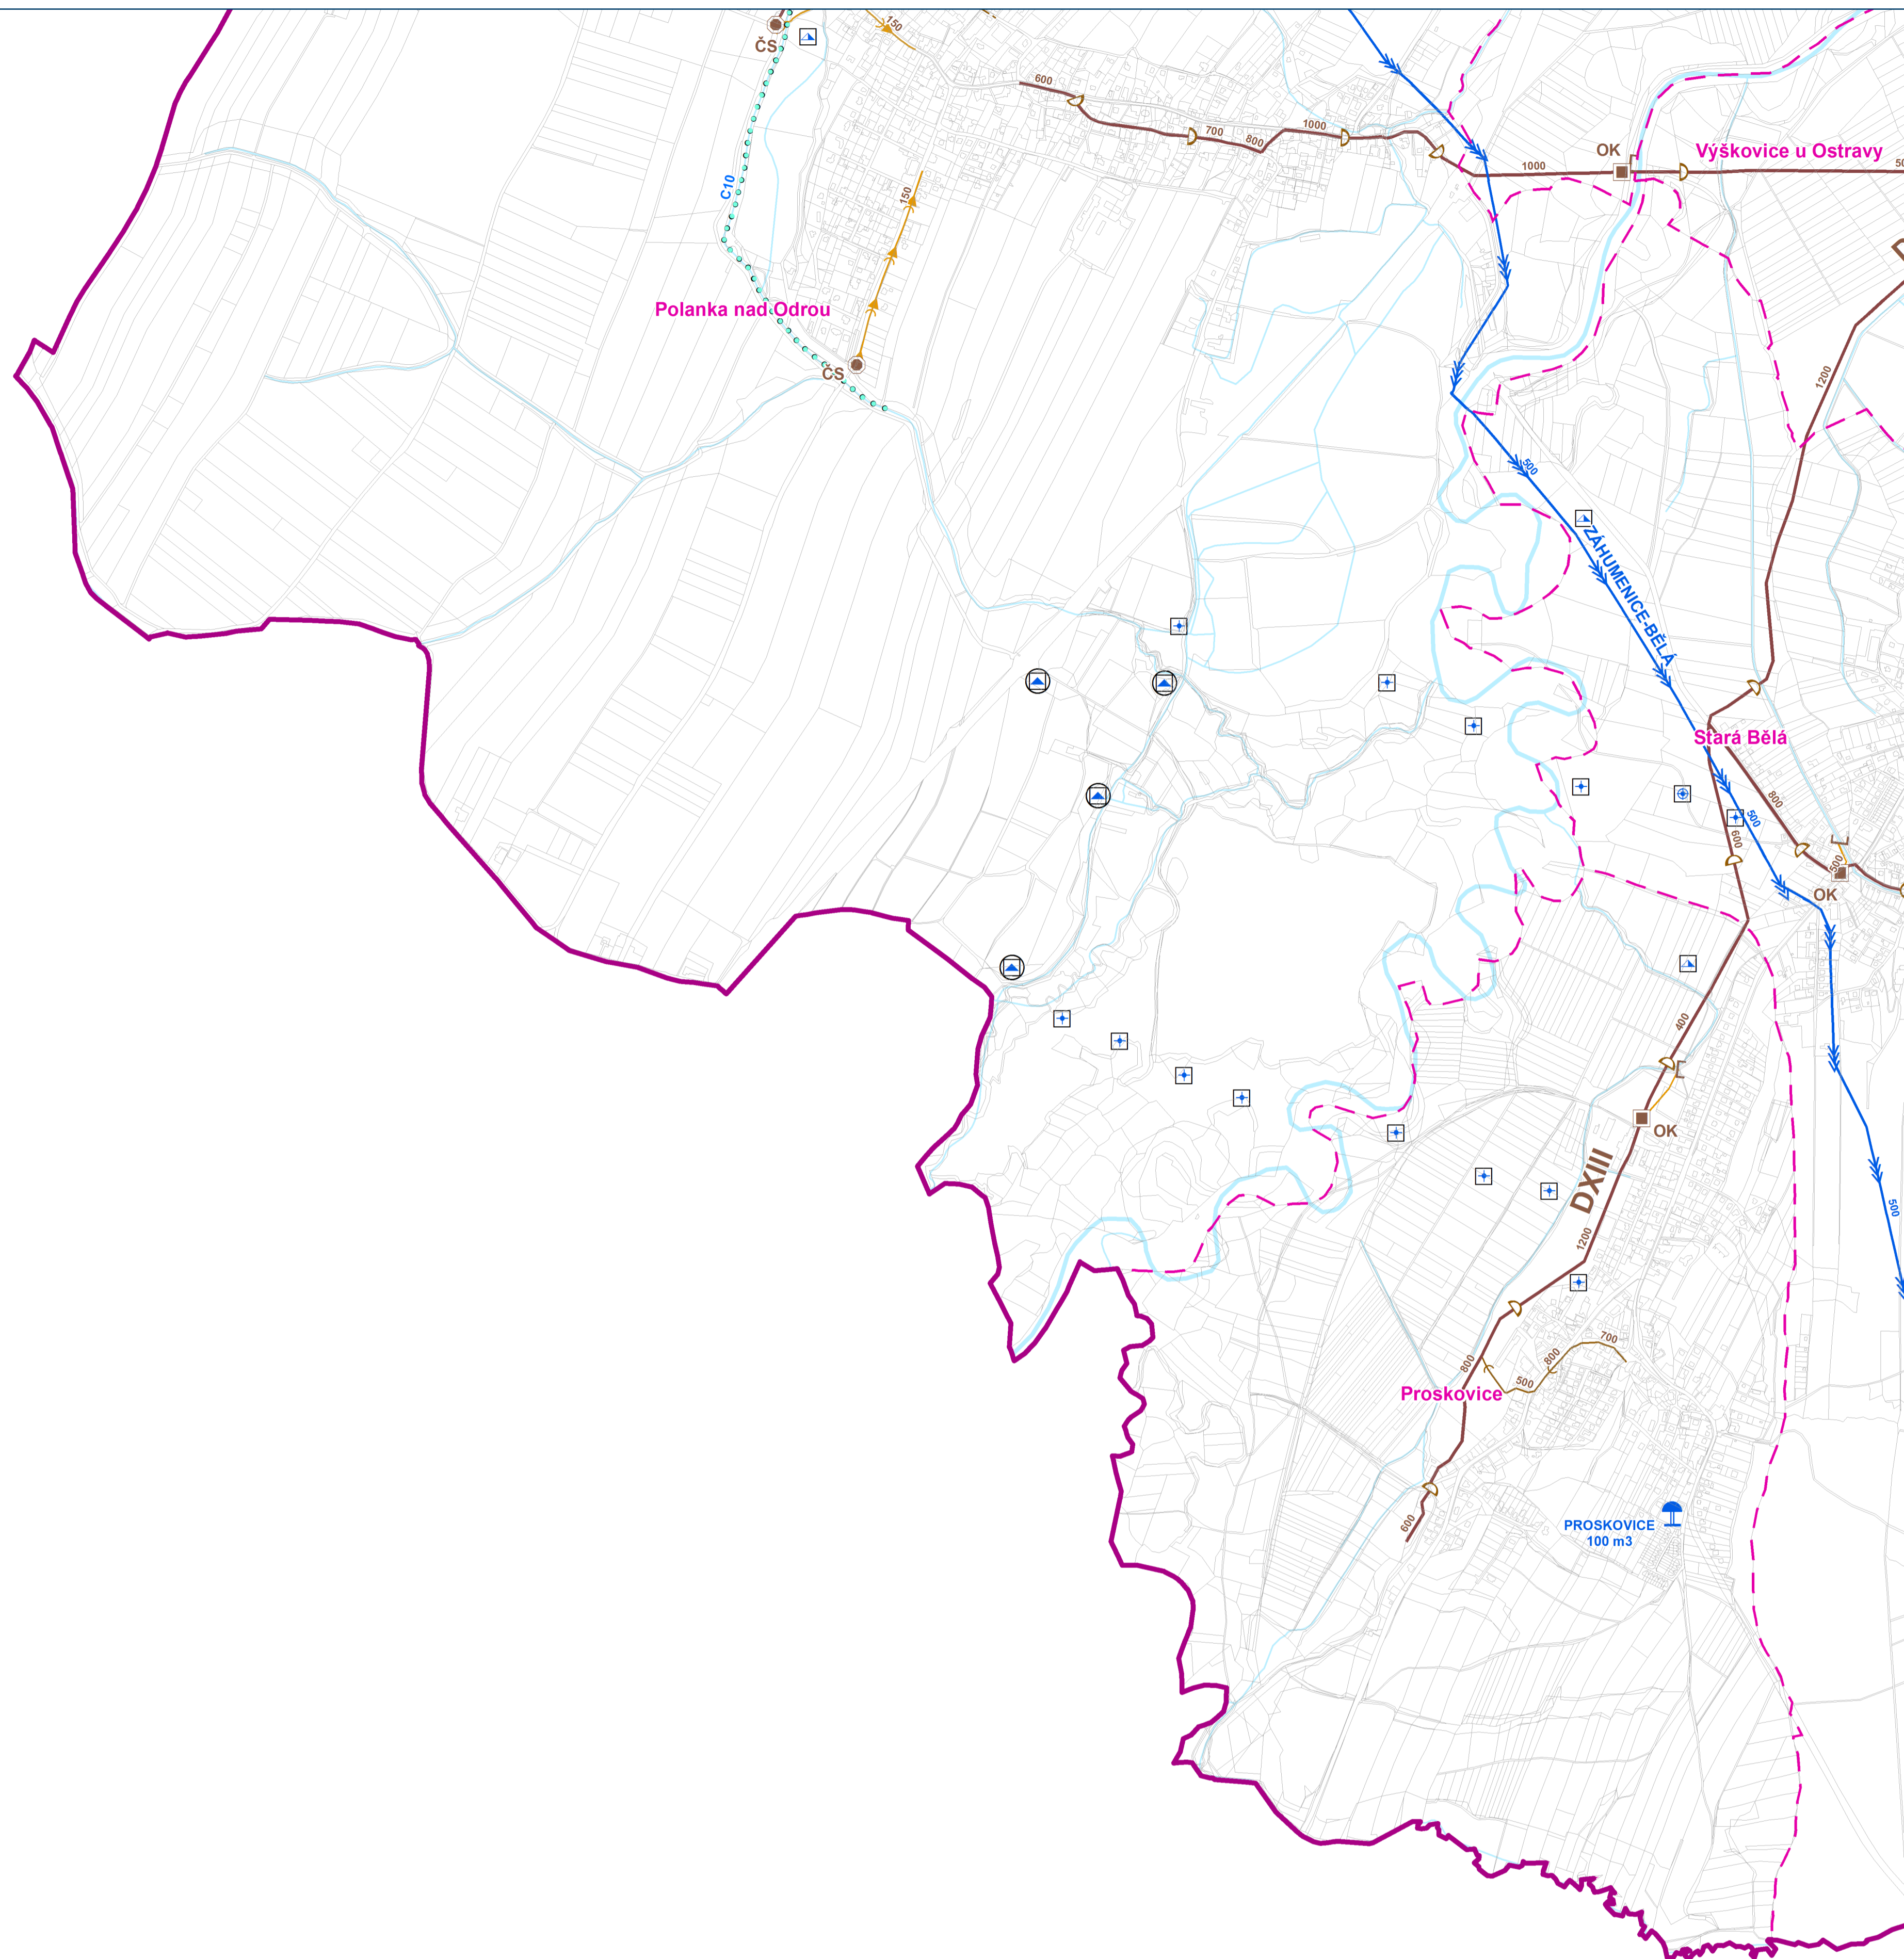 150
ČS
600
700
800
1000
OK
Výškovice u Ostravy
1000
C10
150
Polanka nad Odrou
ČS
1200
500
ZÁHUMENICE-BĚLÁ
Stará Bělá
800
500
600
500
OK
400
OK
DXIII
1200
500
700
800
800
500
Proskovice
600
PROSKOVICE
100 m3